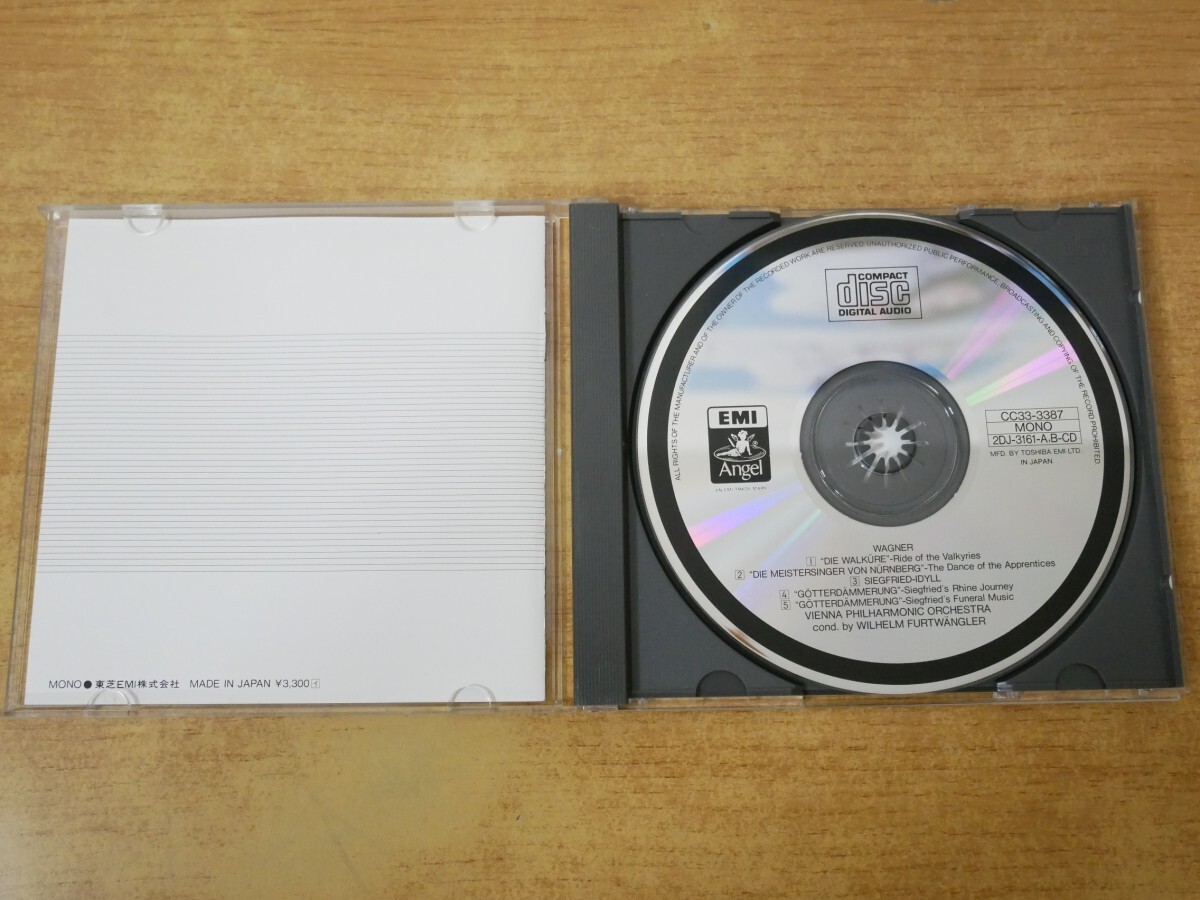 MONO●東芝EMI株式会社 MADE IN JAPAN ¥3,300イ
ALL RIGHTS OF THE MANUFACTURER AND OF THE OWNER OF THE RECORDED WORK ARE RESERVED. UNAUTHORIZED PUBLIC PERFORMANCE, BROADCASTING AND COPYING OF THE RECORD PROHIBITED
COMPACT
disc
DIGITAL AUDIO
EMI
Angel
CC33-3387
MONO
2DJ-3161-A,B-CD
MFD. BY TOSHIBA EMI LTD.
IN JAPAN.
WAGNER
1 "DIE WALKÜRE"-Ride of the Valkyries
2 "DIE MEISTERSINGER VON NÜRNBERG"-The Dance of the Apprentices
3 SIEGFRIED-IDYLL
4 "GÖTTERDÄMMERUNG"-Siegfried's Rhine Journey
5 "GÖTTERDÄMMERUNG"-Siegfried's Funeral Music
VIENNA PHILHARMONIC ORCHESTRA
cond. by WILHELM FURTWÄNGLER